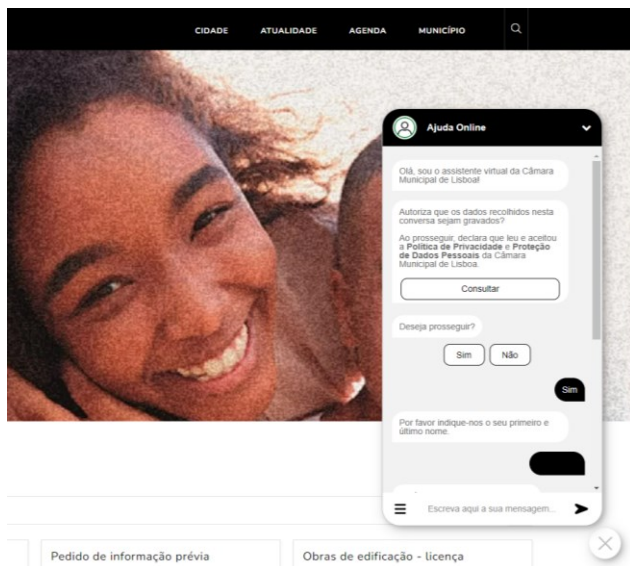 CIDADE ATUALIDADE AGENDA MUNICÍPIO
Ajuda Online
Olá, sou o assistente virtual da Câmara
Municipal de Lisboa!
Autoriza que os dados recolhidos nesta
conversa sejam gravados?
Ao prosseguir, declara que leu e aceitou
a Política de Privacidade e Proteção
de Dados Pessoais da Câmara
Municipal de Lisboa.
Consultar
Deseja prosseguir?
Sim Não
Sim
Por favor indique-nos o seu primeiro e
último nome.
Escreva aqui a sua mensagem...
Pedido de informação prévia
Obras de edificação - licença